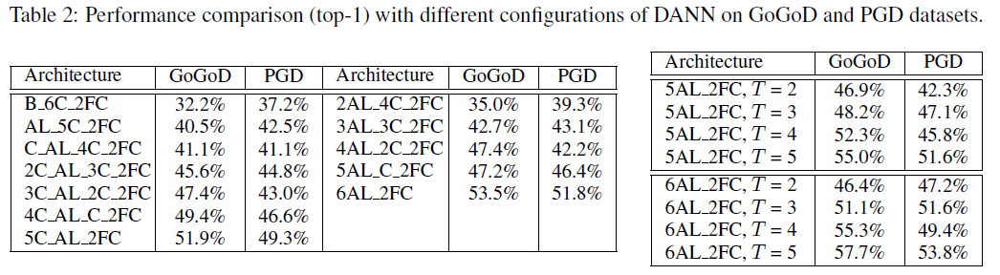 Table 2: Performance comparison (top-1) with different configurations of DANN on GoGoD and PGD datasets.
Architecture GoGoD PGD Architecture GoGoD PGD
B_6C_2FC 32.2% 37.2% 2AL_4C_2FC 35.0% 39.3%
AL_5C_2FC 40.5% 42.5% 3AL_3C_2FC 42.7% 43.1%
C_AL_4C_2FC 41.1% 41.1% 4AL_2C_2FC 47.4% 42.2%
2C_AL_3C_2FC 45.6% 44.8% 5AL_C_2FC 47.2% 46.4%
3C_AL_2C_2FC 47.4% 43.0% 6AL_2FC 53.5% 51.8%
4C_AL_C_2FC 49.4% 46.6%
5C_AL_2FC 51.9% 49.3%
Architecture GoGoD PGD
5AL_2FC, T = 2 46.9% 42.3%
5AL_2FC, T = 3 48.2% 47.1%
5AL_2FC, T = 4 52.3% 45.8%
5AL_2FC, T = 5 55.0% 51.6%
6AL_2FC, T = 2 46.4% 47.2%
6AL_2FC, T = 3 51.1% 51.6%
6AL_2FC, T = 4 55.3% 49.4%
6AL_2FC, T = 5 57.7% 53.8%